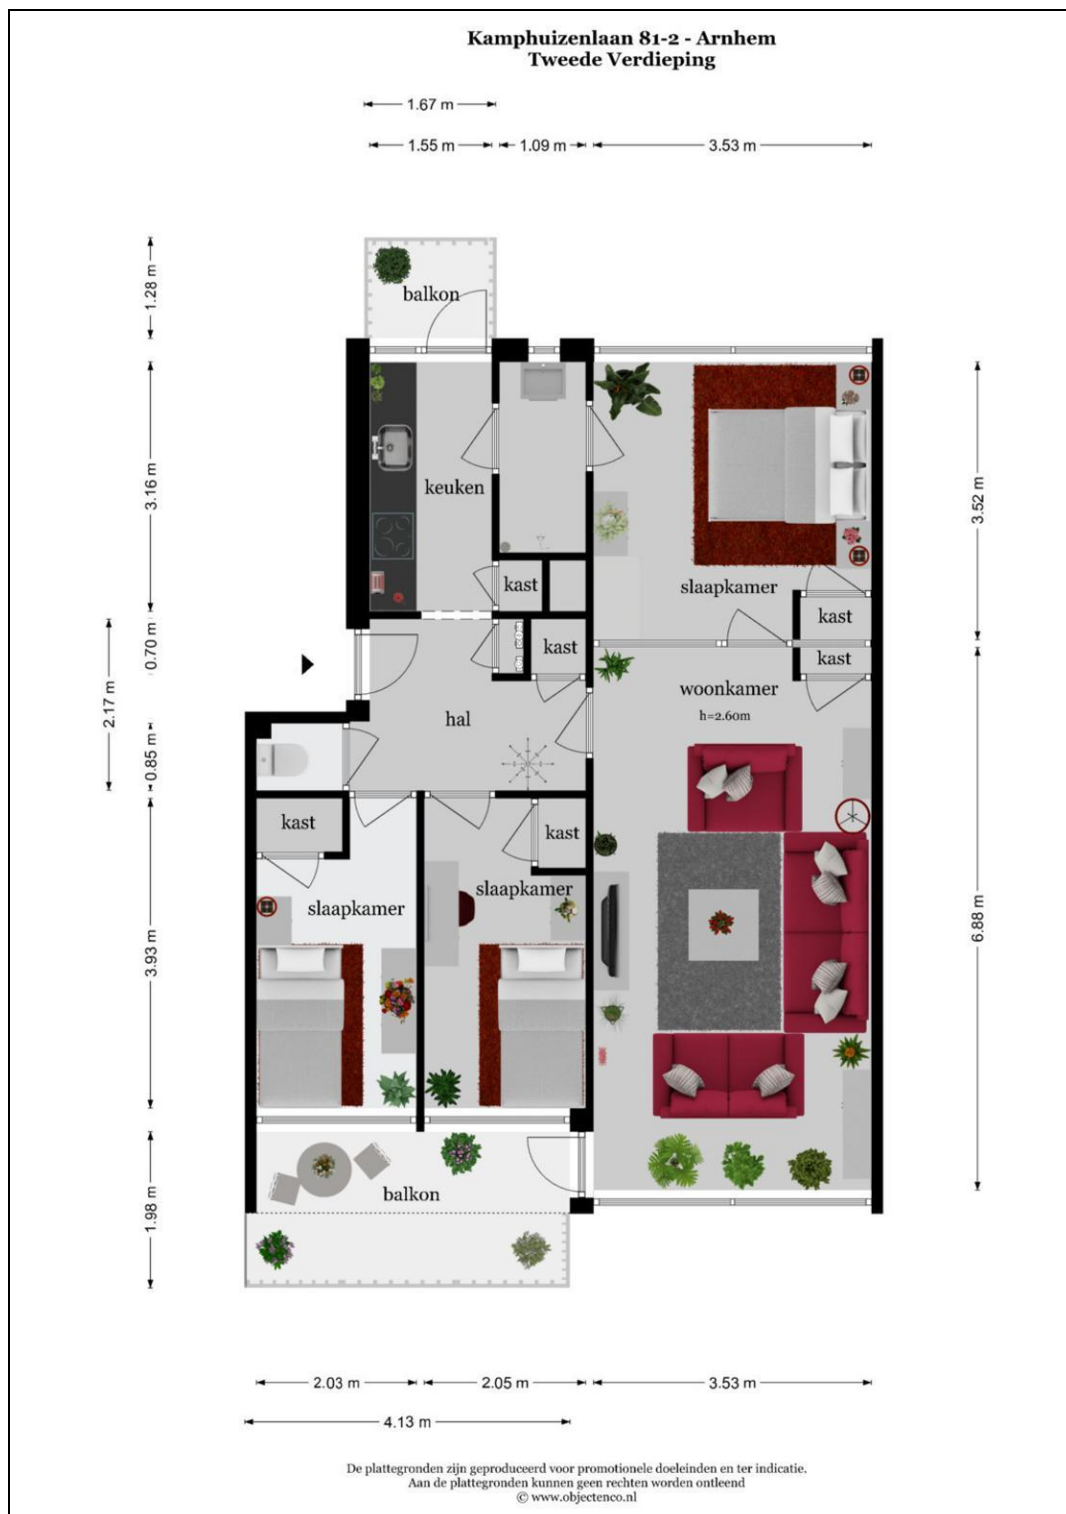 Kamphuizenlaan 81-2 - Arnhem
Tweede Verdieping
1.67 m
1.55 m
1.09 m
3.53 m
1.28 m
balkon
3.16 m
keuken
3.52 m
slaapkamer
kast
kast
kast
kast
0.70 m
2.17 m
woonkamer
h=2.60m
hal
0.85 m
kast
kast
slaapkamer
slaapkamer
3.93 m
6.88 m
balkon
1.98 m
2.03 m
2.05 m
3.53 m
4.13 m
De plattegronden zijn geproduceerd voor promotionele doeleinden en ter indicatie.
Aan de plattegronden kunnen geen rechten worden ontleend
© www.objectenco.nl